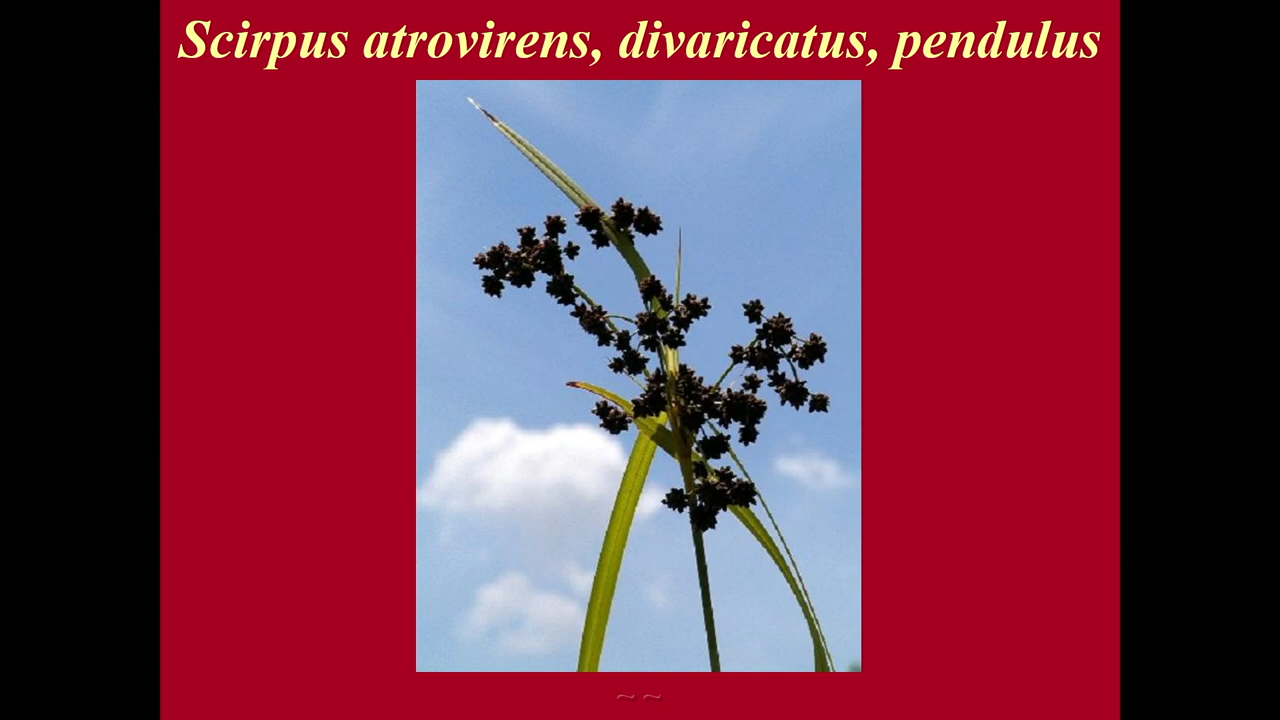 Scirpus atrovirens, divaricatus, pendulus
~ ~